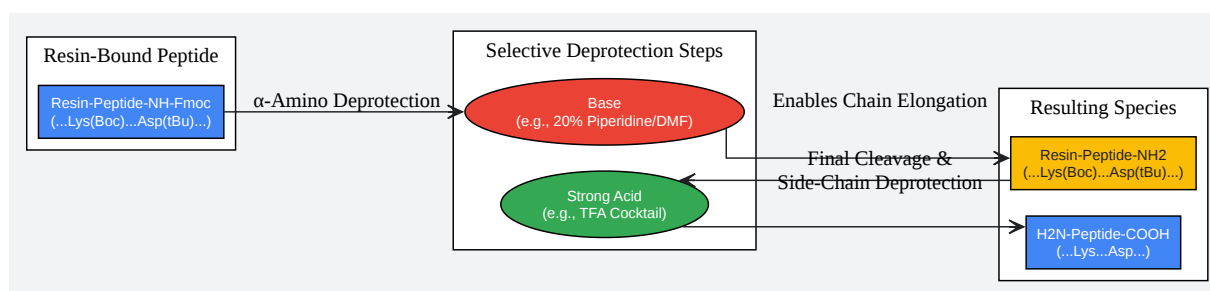 Resin-Bound Peptide
Resin-Peptide-NH-Fmoc
(...Lys(Boc)...Asp(tBu)...)
α-Amino Deprotection
Selective Deprotection Steps
Base
(e.g., 20% Piperidine/DMF)
Strong Acid
(e.g., TFA Cocktail)
Enables Chain Elongation
Final Cleavage &
Side-Chain Deprotection
Resulting Species
Resin-Peptide-NH2
(...Lys(Boc)...Asp(tBu)...)
H2N-Peptide-COOH
(...Lys...Asp...)